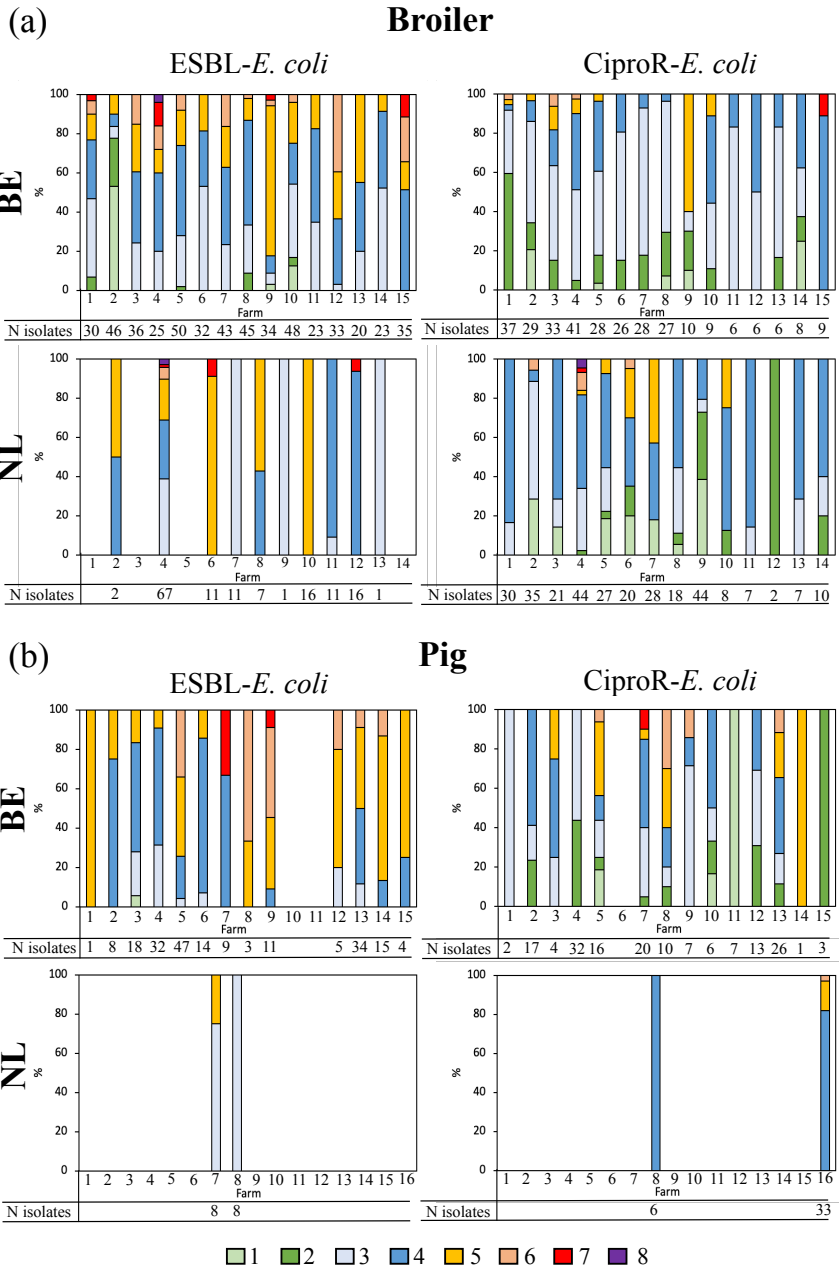 (a) Broiler
ESBL-E. coli CiproR-E. coli
BE
%
100
80
60
40
20
0
1 2 3 4 5 6 7 8 9 10 11 12 13 14 15
Farm
N isolates 30 46 36 25 50 32 43 45 34 48 23 33 20 23 35
%
100
80
60
40
20
0
1 2 3 4 5 6 7 8 9 10 11 12 13 14 15
Farm
N isolates 37 29 33 41 28 26 28 27 10 9 6 6 6 8 9
NL
%
100
80
60
40
20
0
1 2 3 4 5 6 7 8 9 10 11 12 13 14
Farm
N isolates 2 67 11 11 7 1 16 11 16 1
%
100
80
60
40
20
0
1 2 3 4 5 6 7 8 9 10 11 12 13 14
Farm
N isolates 30 35 21 44 27 20 28 18 44 8 7 2 7 10
(b) Pig
ESBL-E. coli CiproR-E. coli
BE
%
100
80
60
40
20
0
1 2 3 4 5 6 7 8 9 10 11 12 13 14 15
Farm
N isolates 1 8 18 32 47 14 9 3 11 5 34 15 4
%
100
80
60
40
20
0
1 2 3 4 5 6 7 8 9 10 11 12 13 14 15
Farm
N isolates 2 17 4 32 16 20 10 7 6 7 13 26 1 3
NL
%
100
80
60
40
20
0
1 2 3 4 5 6 7 8 9 10 11 12 13 14 15 16
Farm
N isolates 8 8
%
100
80
60
40
20
0
1 2 3 4 5 6 7 8 9 10 11 12 13 14 15 16
Farm
N isolates 6 33
1 2 3 4 5 6 7 8